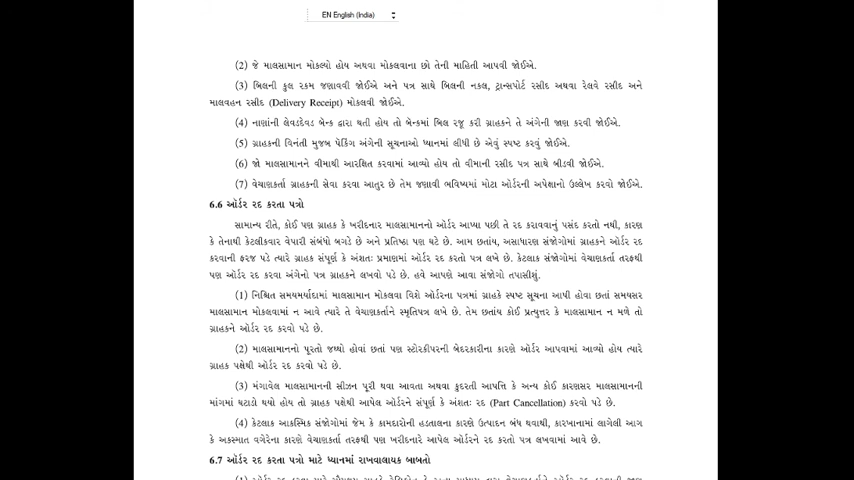 EN English (India)
(2) જે માલસામાન મોકલ્યો હોય અથવા મોકલવાના છો તેની માહિતી આપવી જોઈએ.
(3) બિલની કુલ રકમ જણાવવી જોઈએ અને પત્ર સાથે બિલની નકલ, ટ્રાન્સપોર્ટ રસીદ અથવા રેલવે રસીદ અને
માલવહન રસીદ (Delivery Receipt) મોકલવી જોઈએ.
(4) નાણાંની લેવડદેવડ બેન્ક દ્વારા થતી હોય તો બેન્કમાં બિલ રજૂ કરી ગ્રાહકને તે અંગેની જાણ કરવી જોઈએ.
(5) ગ્રાહકની વિનંતી મુજબ પૅકિંગ અંગેની સૂચનાઓ ધ્યાનમાં લીધી છે એવું સ્પષ્ટ કરવું જોઈએ.
(6) જો માલસામાનને વીમાથી આરક્ષિત કરવામાં આવ્યો હોય તો વીમાની રસીદ પત્ર સાથે બીડવી જોઈએ.
(7) વેચાણકર્તા ગ્રાહકની સેવા કરવા આતુર છે તેમ જણાવી ભવિષ્યમાં મોટા ઑર્ડરની અપેક્ષાનો ઉલ્લેખ કરવો જોઈએ.
6.6 ઑર્ડર રદ કરતા પત્રો
સામાન્ય રીતે, કોઈ પણ ગ્રાહક કે ખરીદનાર માલસામાનનો ઑર્ડર આપ્યા પછી તે રદ કરાવવાનું પસંદ કરતો નથી, કારણ
કે તેનાથી કેટલીકવાર વેપારી સંબંધો બગડે છે અને પ્રતિષ્ઠા પણ ઘટે છે. આમ છતાંય, અસાધારણ સંજોગોમાં ગ્રાહકને ઑર્ડર રદ
કરવાની ફરજ પડે ત્યારે ગ્રાહક સંપૂર્ણ કે અંશતઃ પ્રમાણમાં ઑર્ડર રદ કરતો પત્ર લખે છે. કેટલાક સંજોગોમાં વેચાણકર્તા તરફથી
પણ ઑર્ડર રદ કરવા અંગેનો પત્ર ગ્રાહકને લખવો પડે છે. હવે આપણે આવા સંજોગો તપાસીશું.
(1) નિશ્ચિત સમયમર્યાદામાં માલસામાન મોકલવા વિશે ઑર્ડરના પત્રમાં ગ્રાહકે સ્પષ્ટ સૂચના આપી હોવા છતાં સમયસર
માલસામાન મોકલવામાં ન આવે ત્યારે તે વેચાણકર્તાને સ્મૃતિપત્ર લખે છે. તેમ છતાંય કોઈ પ્રત્યુત્તર કે માલસામાન ન મળે તો
ગ્રાહકને ઑર્ડર રદ કરવો પડે છે.
(2) માલસામાનનો પૂરતો જથ્થો હોવાં છતાં પણ સ્ટોરકીપરની બેદરકારીના કારણે ઑર્ડર આપવામાં આવ્યો હોય ત્યારે
ગ્રાહક પક્ષેથી ઑર્ડર રદ કરવો પડે છે.
(3) મંગાવેલ માલસામાનની સીઝન પૂરી થવા આવતા અથવા કુદરતી આપત્તિ કે અન્ય કોઈ કારણસર માલસામાનની
માંગમાં ઘટાડો થયો હોય તો ગ્રાહક પક્ષેથી આપેલ ઑર્ડરને સંપૂર્ણ કે અંશતઃ રદ (Part Cancellation) કરવો પડે છે.
(4) કેટલાક આકસ્મિક સંજોગોમાં જેમ કે કામદારોની હડતાલના કારણે ઉત્પાદન બંધ થવાથી, કારખાનામાં લાગેલી આગ
કે અકસ્માત વગેરેના કારણે વેચાણકર્તા તરફથી પણ ખરીદનારે આપેલ ઑર્ડરને રદ કરતો પત્ર લખવામાં આવે છે.
6.7 ઑર્ડર રદ કરતા પત્રો માટે ધ્યાનમાં રાખવાલાયક બાબતો